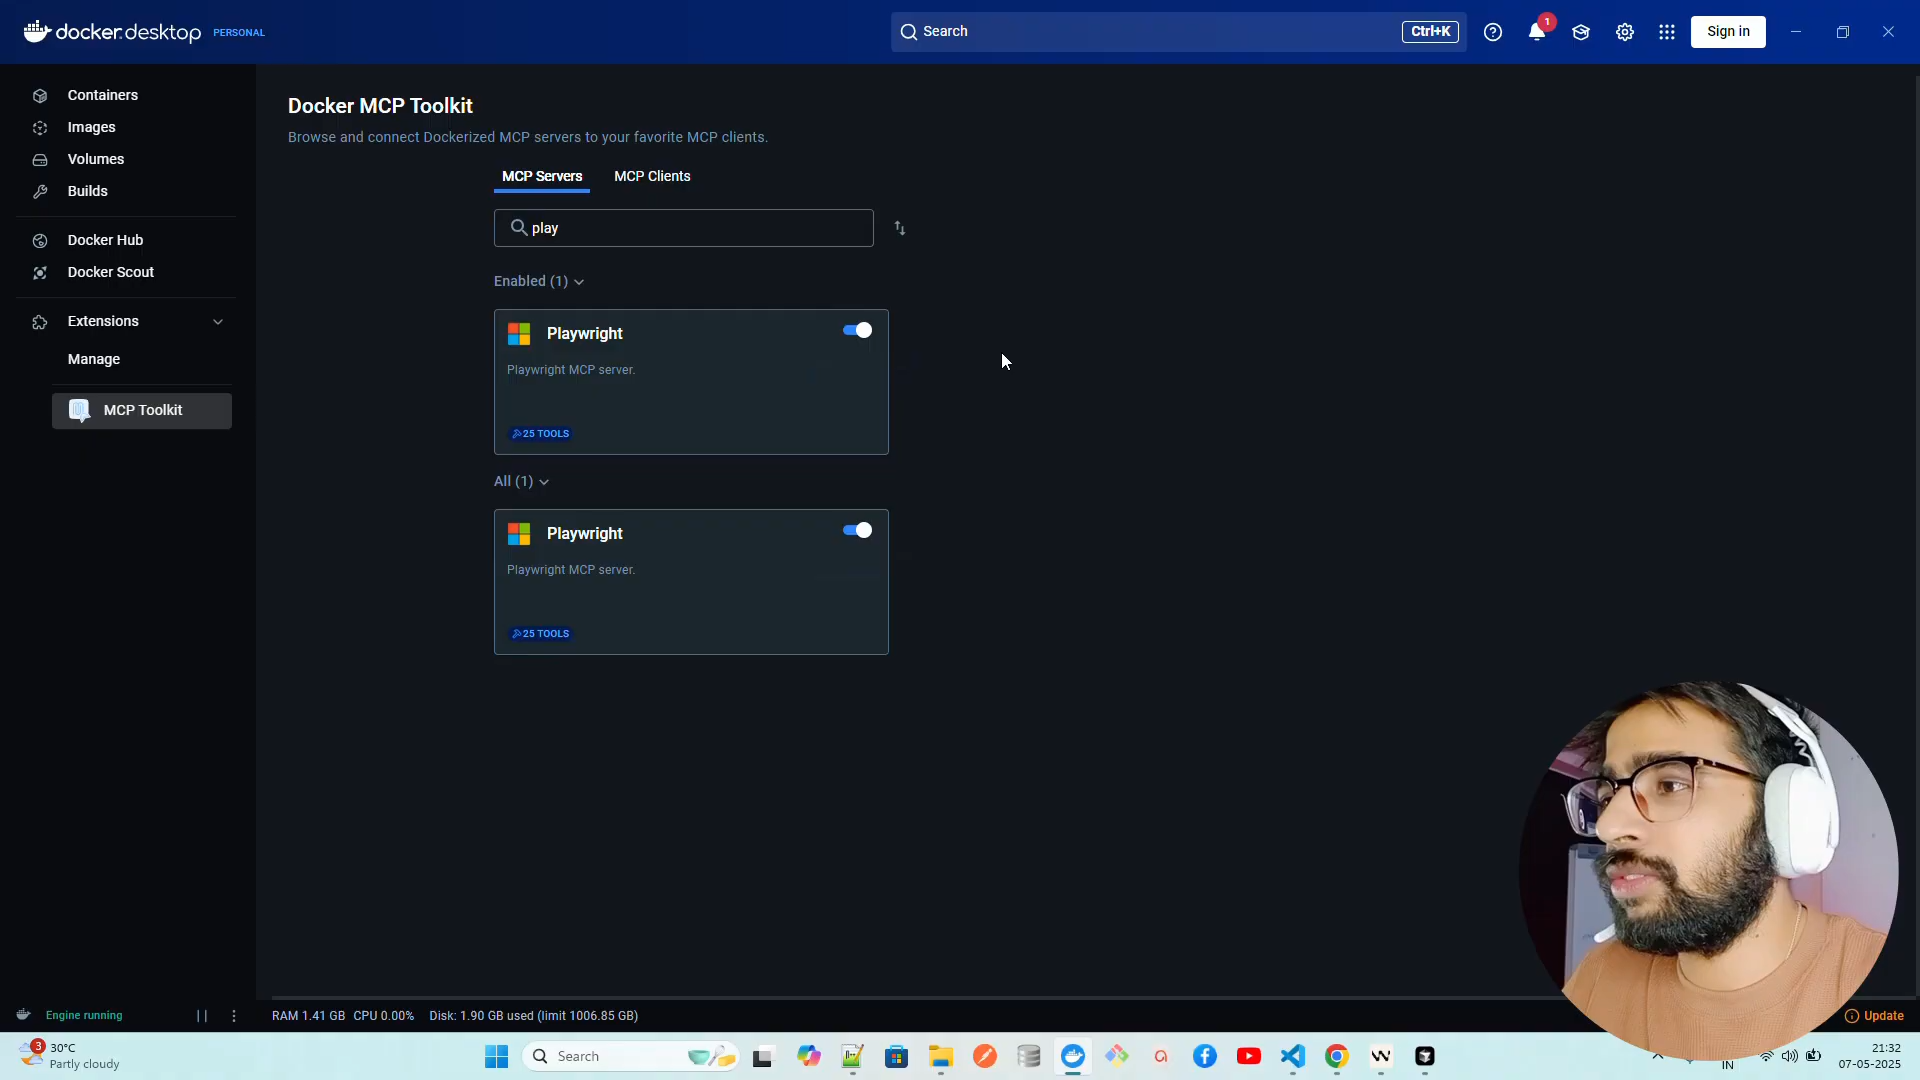 docker.desktop PERSONAL
Search
Ctrl+K
1
Sign in
Containers
Images
Volumes
Builds
Docker Hub
Docker Scout
Extensions
Manage
MCP Toolkit
Docker MCP Toolkit
Browse and connect Dockerized MCP servers to your favorite MCP clients.
MCP Servers
MCP Clients
play
Enabled (1)
Playwright
Playwright MCP server.
25 TOOLS
All (1)
Playwright
Playwright MCP server.
25 TOOLS
Engine running
RAM 1.41 GB CPU 0.00% Disk: 1.90 GB used (limit 1006.85 GB)
Update
3
30°C
Partly cloudy
Search
IN
21:32
07-05-2025